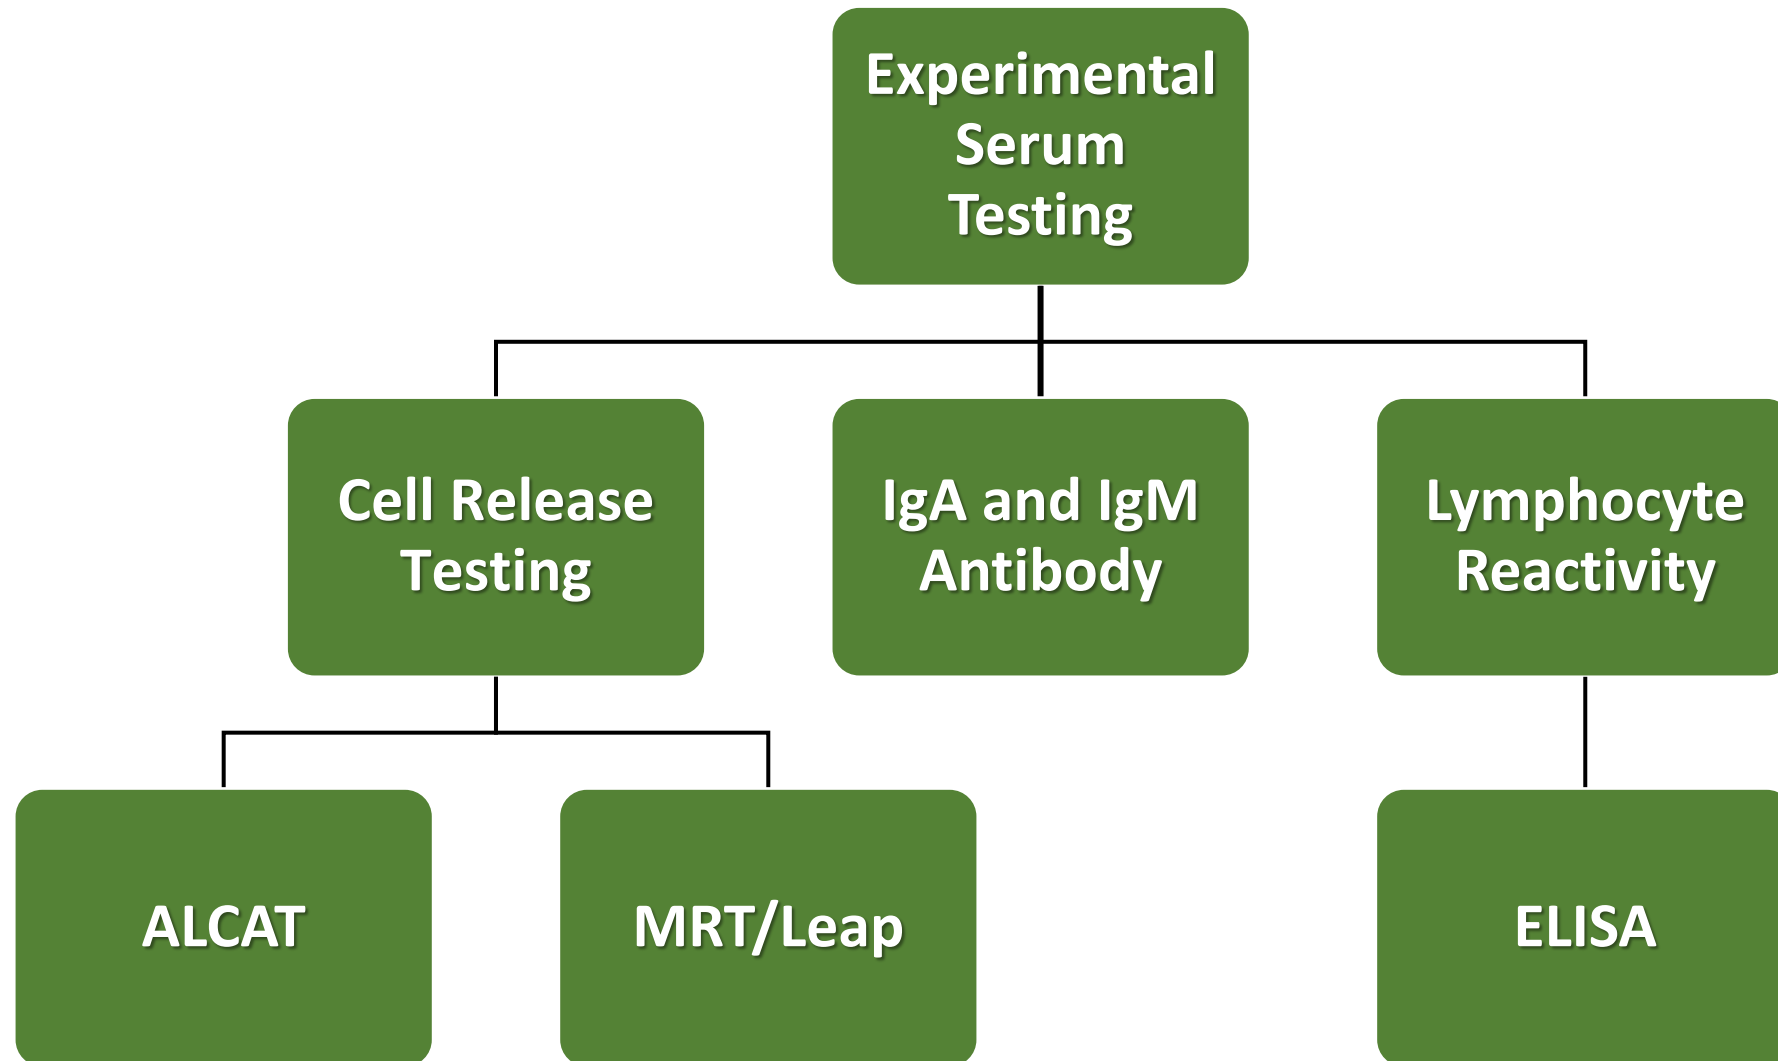 Experimental
Serum
Testing
Cell Release
Testing
IgA and IgM
Antibody
Lymphocyte
Reactivity
ALCAT
MRT/Leap
ELISA